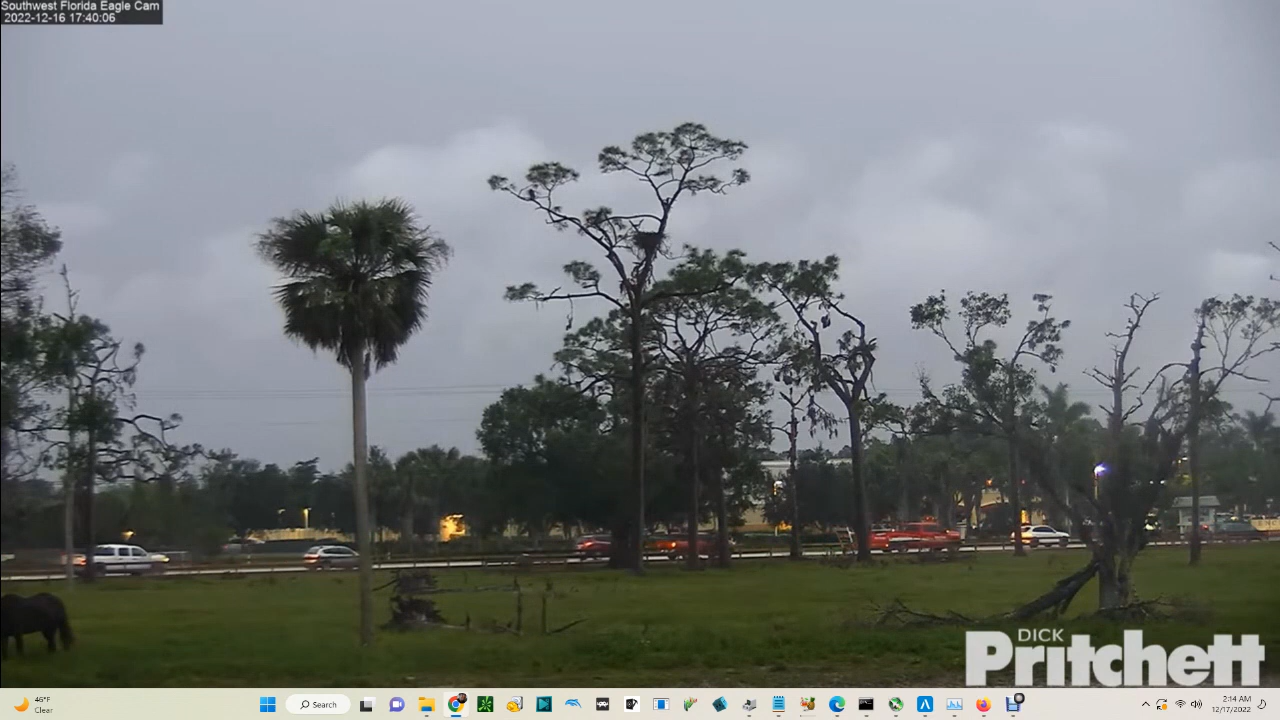 Southwest Florida Eagle Cam
2022-12-16 17:40:06
DICK
Pritchett
46°F
Clear
Search
2:14 AM
12/17/2022